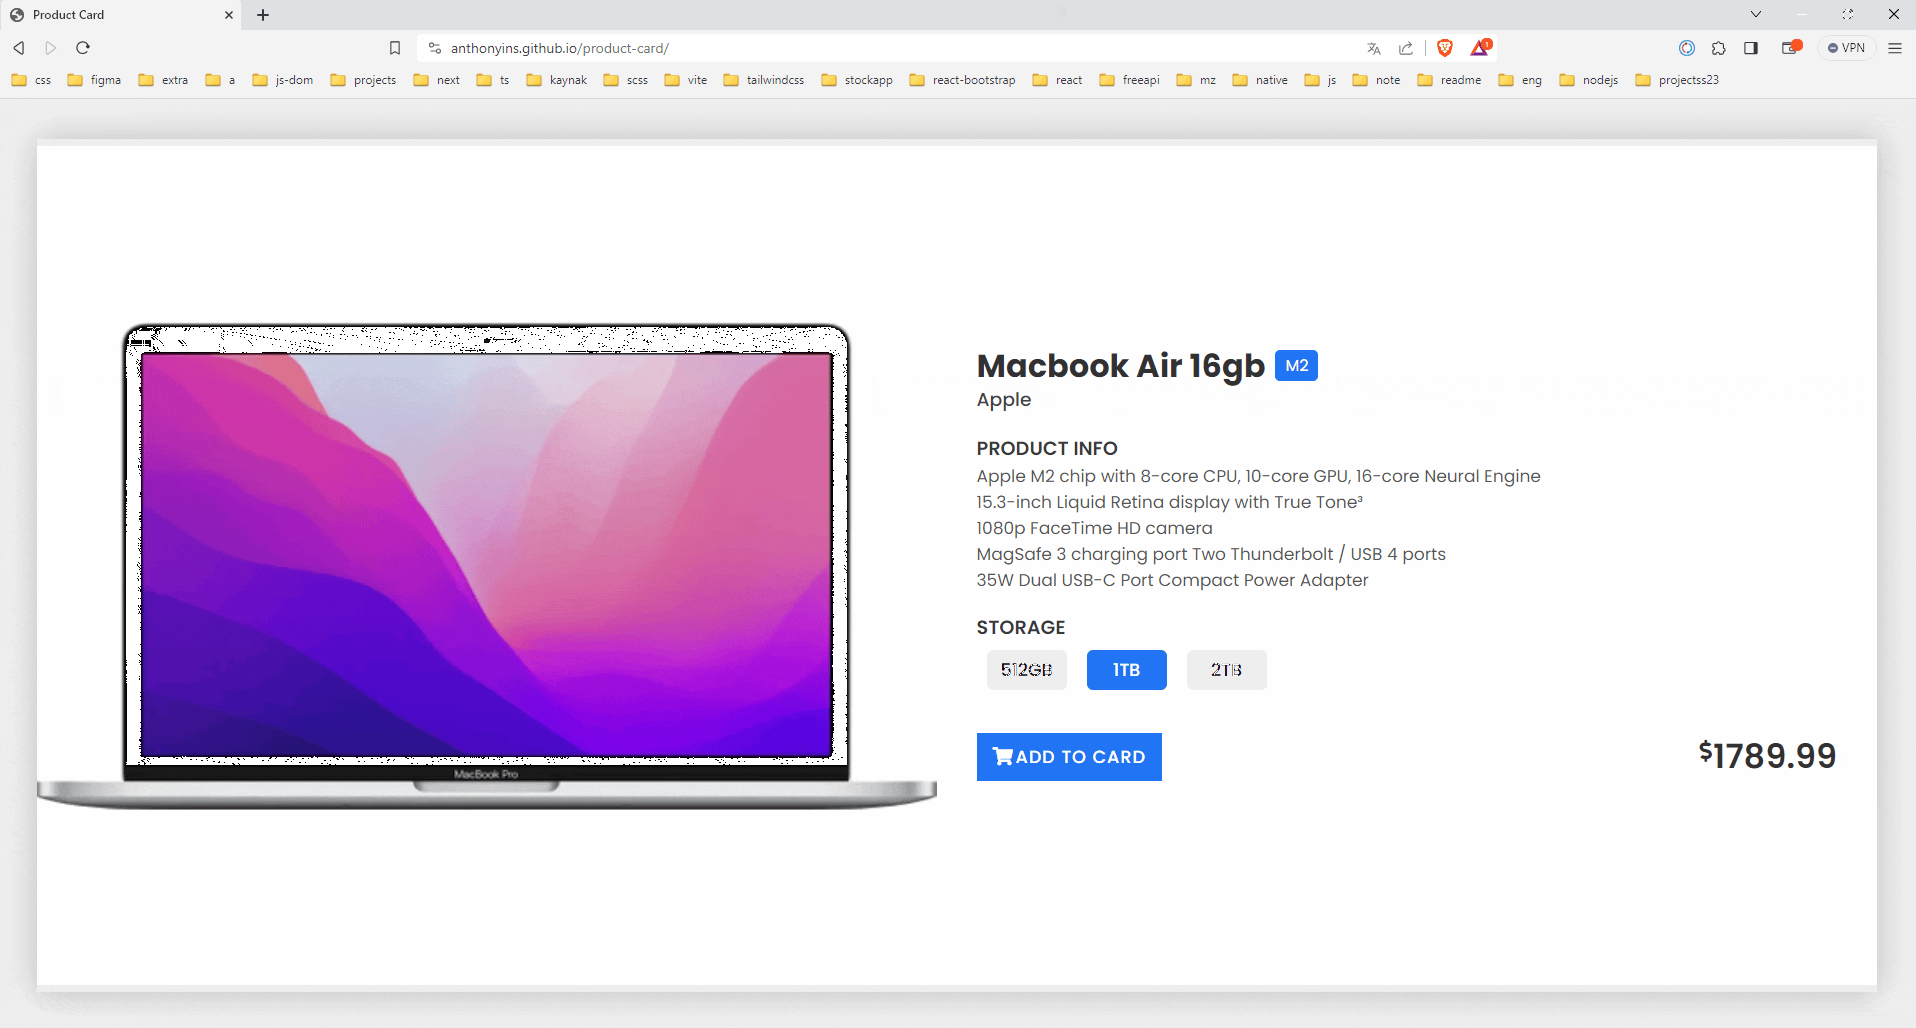 Product Card
anthonyins.github.io/product-card/
1
VPN
css figma extra a js-dom projects next ts kaynak scss vite tailwindcss stockapp react-bootstrap react freeapi mz native js note readme eng nodejs projectss23
Macbook Air 16gb M2
Apple
PRODUCT INFO
Apple M2 chip with 8-core CPU, 10-core GPU, 16-core Neural Engine
15.3-inch Liquid Retina display with True Tone³
1080p FaceTime HD camera
MagSafe 3 charging port Two Thunderbolt / USB 4 ports
35W Dual USB-C Port Compact Power Adapter
STORAGE
512GB 1TB 2TB
ADD TO CARD
$1789.99
MacBook Pro